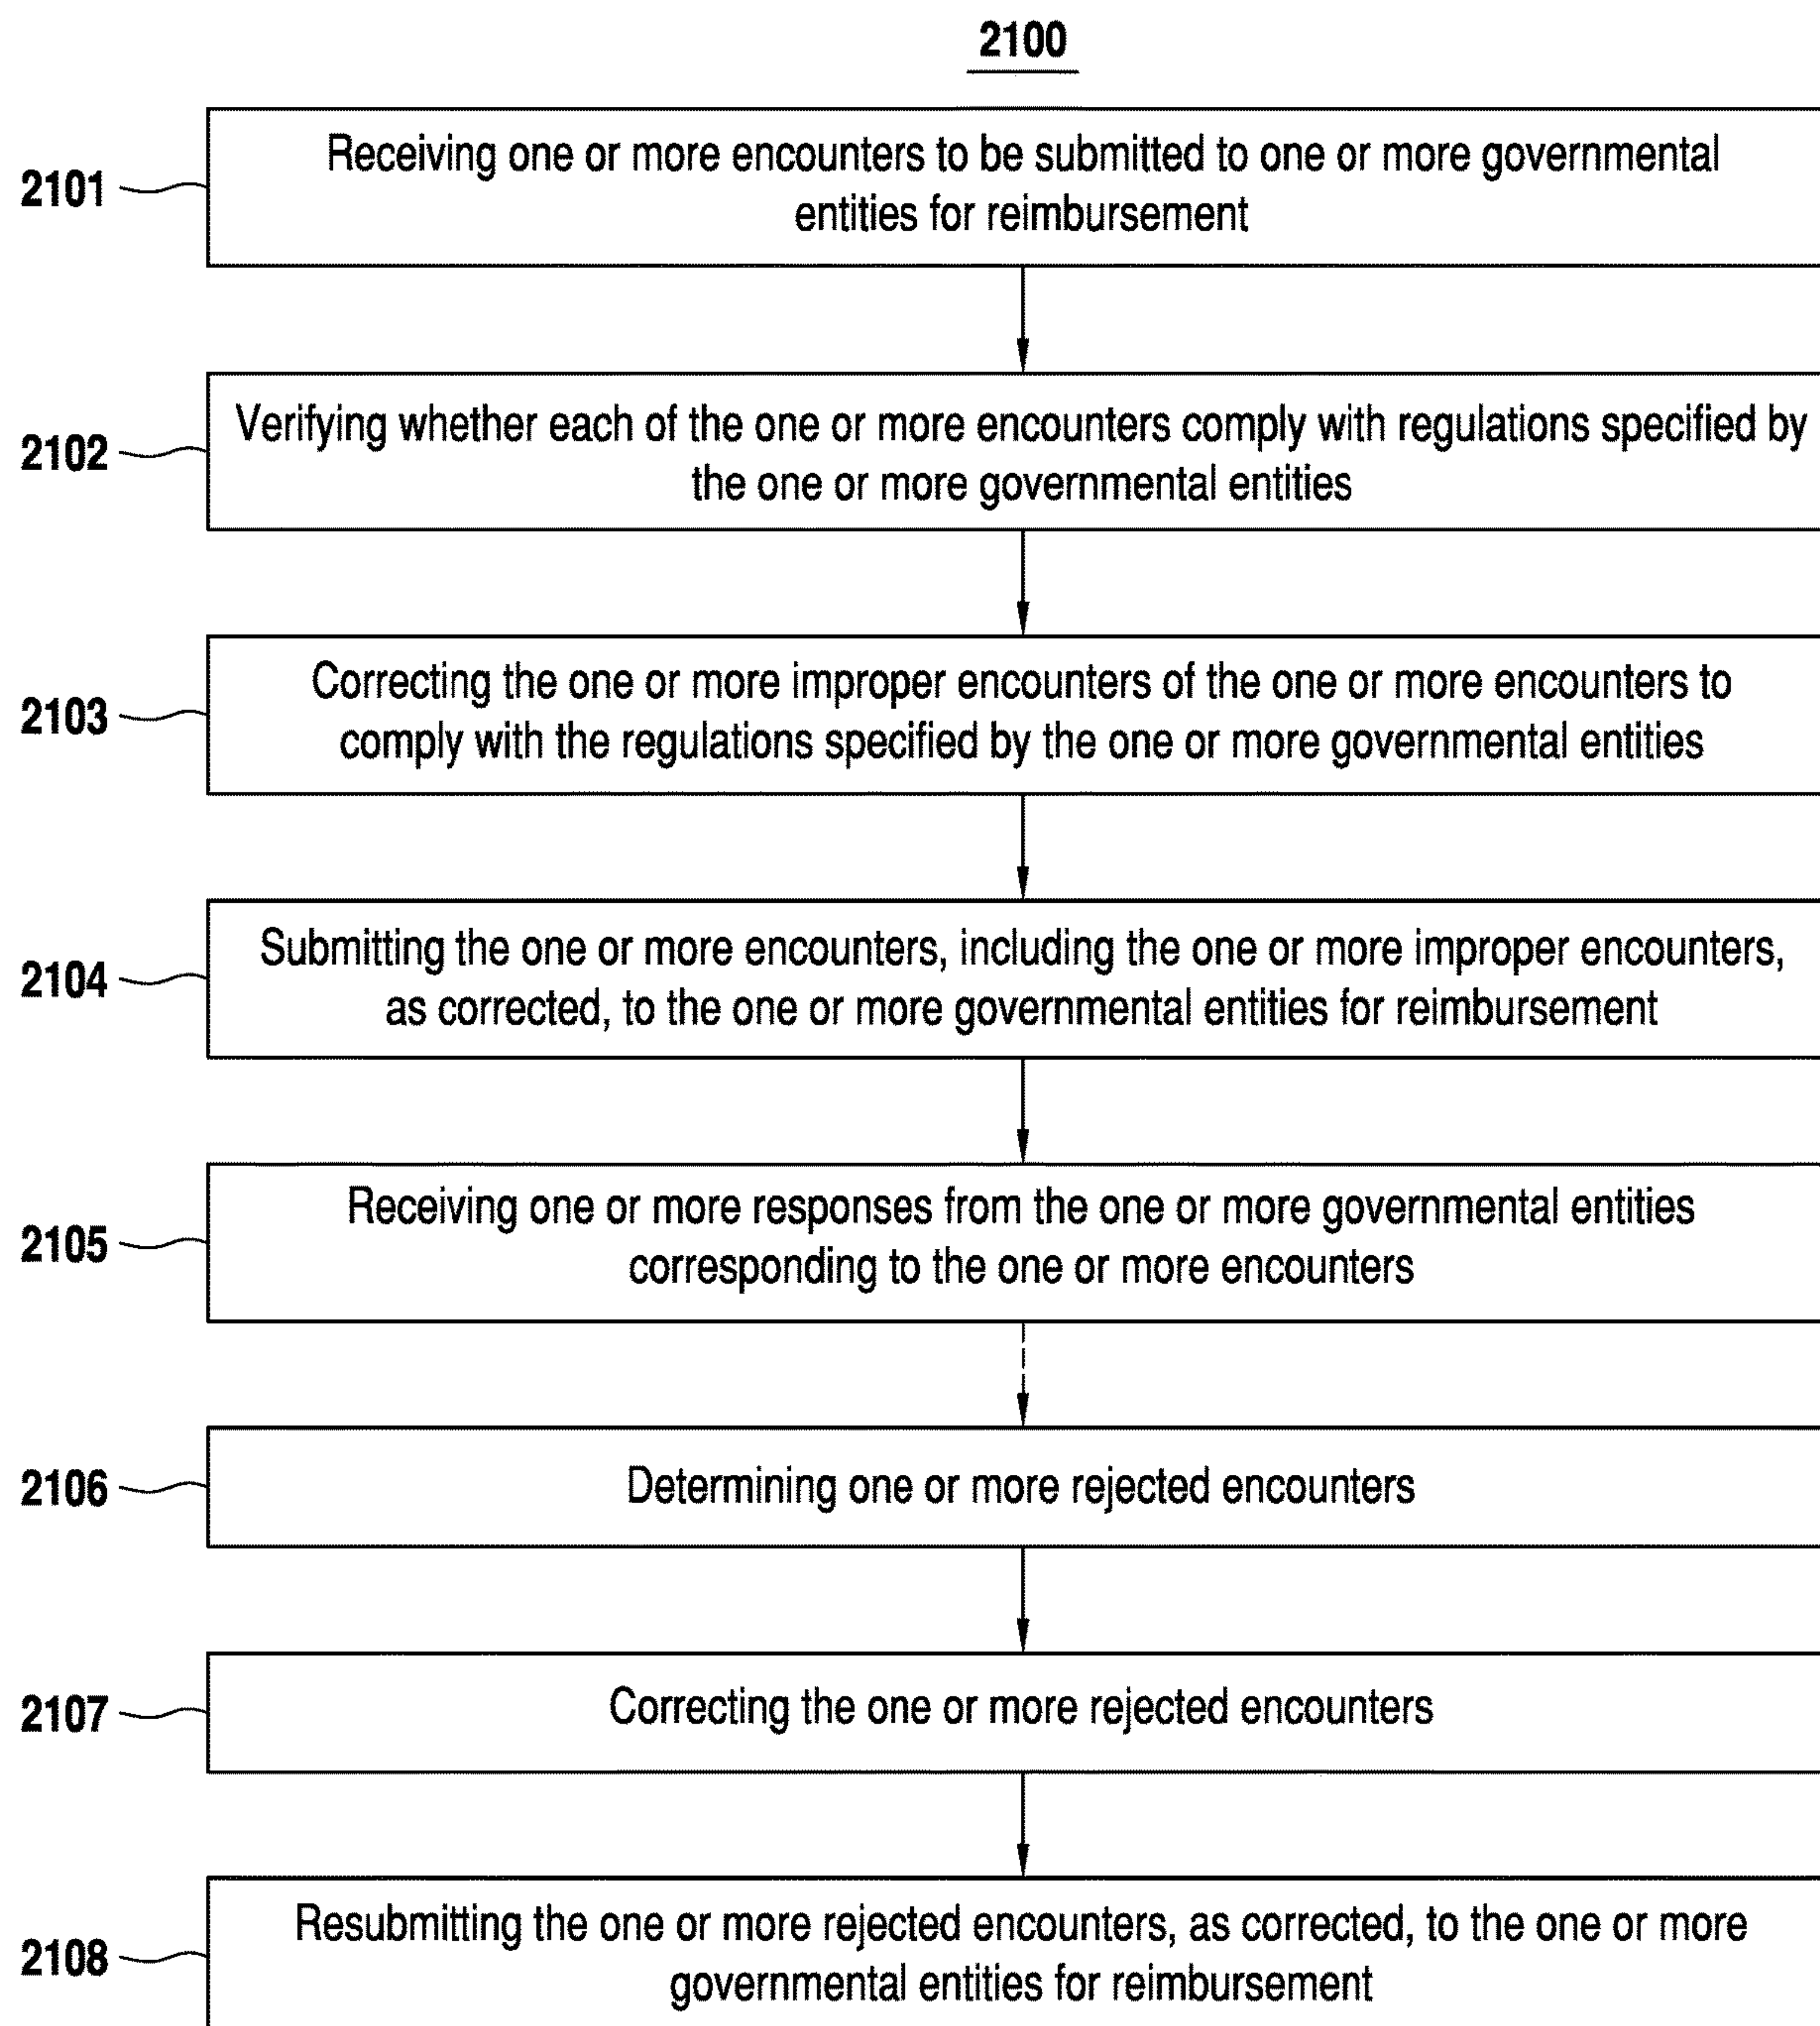 2100
2101
Receiving one or more encounters to be submitted to one or more governmental
entities for reimbursement
2102
Verifying whether each of the one or more encounters comply with regulations specified by
the one or more governmental entities
2103
Correcting the one or more improper encounters of the one or more encounters to
comply with the regulations specified by the one or more governmental entities
2104
Submitting the one or more encounters, including the one or more improper encounters,
as corrected, to the one or more governmental entities for reimbursement
2105
Receiving one or more responses from the one or more governmental entities
corresponding to the one or more encounters
2106
Determining one or more rejected encounters
2107
Correcting the one or more rejected encounters
2108
Resubmitting the one or more rejected encounters, as corrected, to the one or more
governmental entities for reimbursement